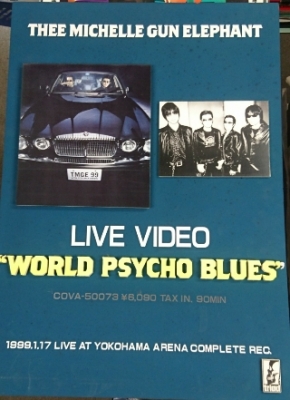 THEE MICHELLE GUN ELEPHANT
TMGE 99
LIVE VIDEO
"WORLD PSYCHO BLUES"
COVA-50073 ¥6,090 TAX IN, 90MIN
1999.1.17 LIVE AT YOKOHAMA ARENA COMPLETE REC.
triad